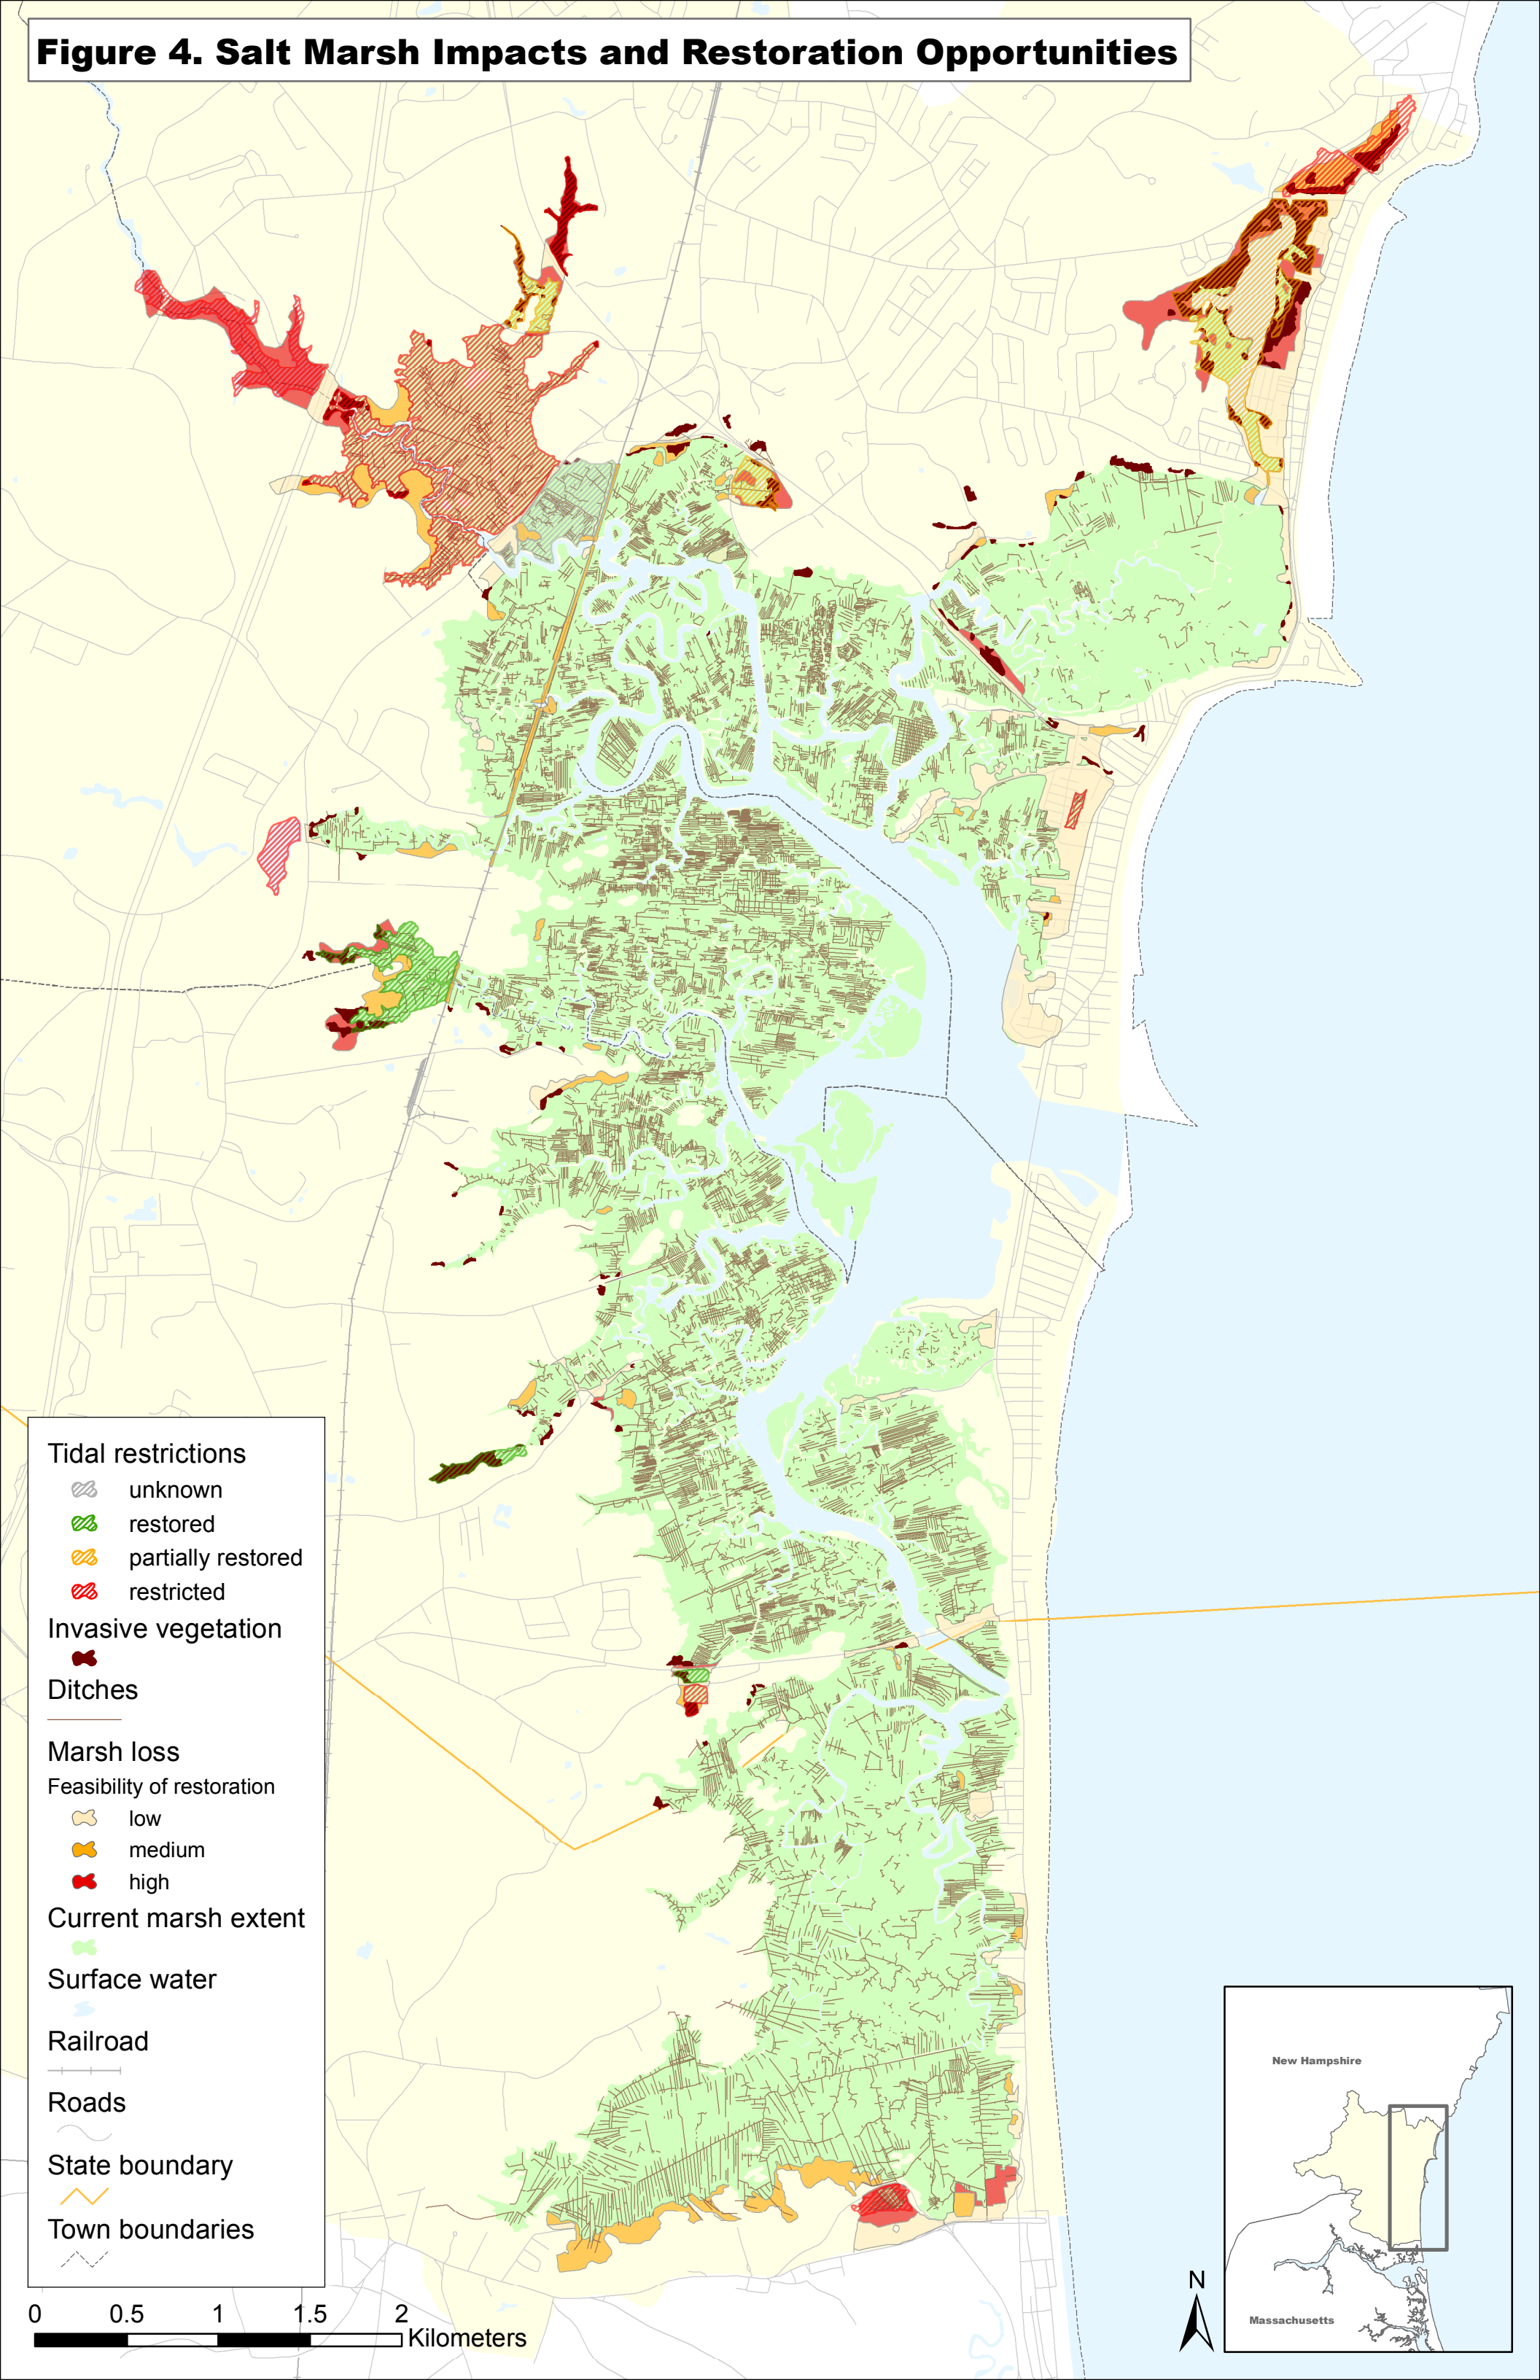 Figure 4. Salt Marsh Impacts and Restoration Opportunities
Tidal restrictions
unknown
restored
partially restored
restricted
Invasive vegetation
Ditches
Marsh loss
Feasibility of restoration
low
medium
high
Current marsh extent
Surface water
Railroad
Roads
State boundary
Town boundaries
0 0.5 1 1.5 2
Kilometers
N
New Hampshire
Massachusetts